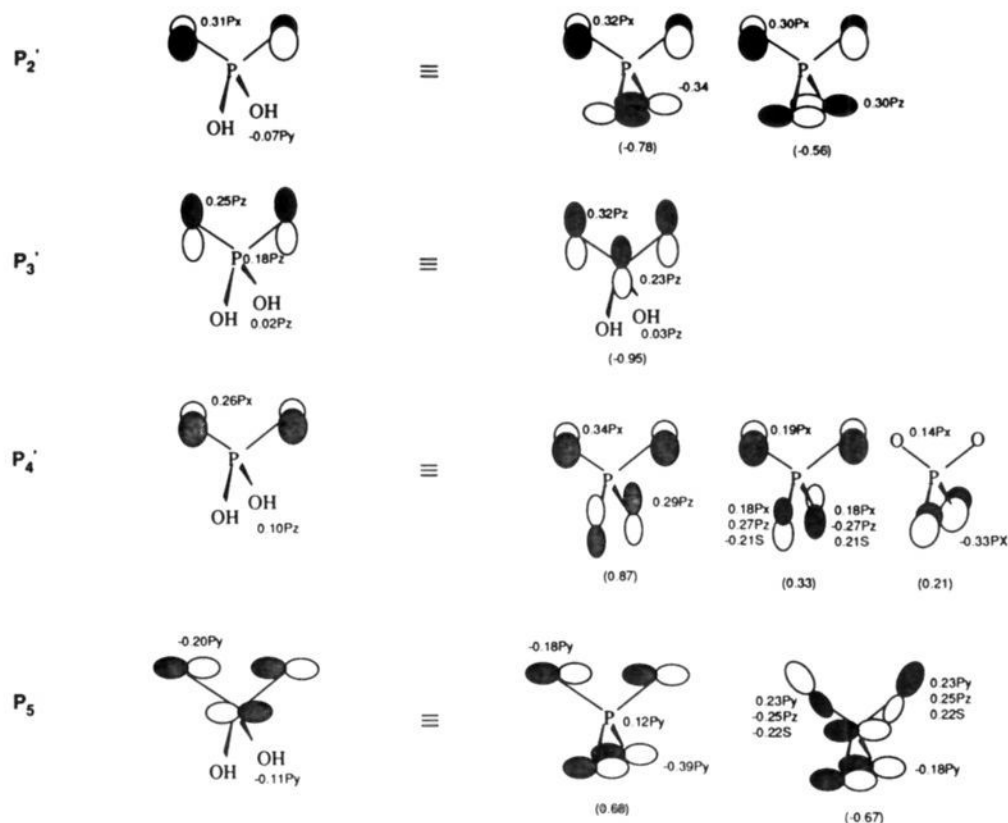 P2' 0.31Px P OH OH -0.07Py ≡ 0.32Px P -0.34 (-0.78) 0.30Px P 0.30Pz (-0.56)
P3' 0.25Pz P 0.18Pz OH OH 0.02Pz ≡ 0.32Pz 0.23Pz OH OH 0.03Pz (-0.95)
P4' 0.26Px P OH OH 0.10Pz ≡ 0.34Px P 0.29Pz (0.87)
0.19Px P
0.18Px 0.18Px
0.27Pz -0.27Pz
-0.21S 0.21S
(0.33)
0.14Px O O P -0.33PX (0.21)
P5 -0.20Py OH OH -0.11Py ≡ -0.18Py P 0.12Py -0.39Py (0.68)
0.23Py 0.23Py
-0.25Pz 0.25Pz
-0.22S 0.22S
-0.18Py
(-0.67)